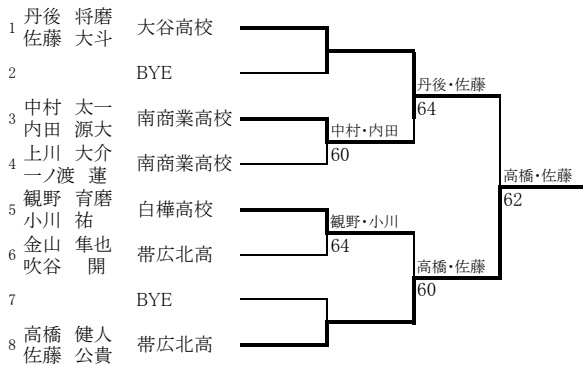 1 丹後 将磨 大谷高校
佐藤 大斗
2 BYE
丹後・佐藤
64
3 中村 太一 南商業高校
内田 源大
中村・内田
60
4 上川 大介 南商業高校
一ノ渡 蓮
高橋・佐藤
62
5 観野 育磨 白樺高校
小川 祐
観野・小川
64
6 金山 隼也 帯広北高
吹谷 開
高橋・佐藤
60
7 BYE
8 高橋 健人 帯広北高
佐藤 公貴